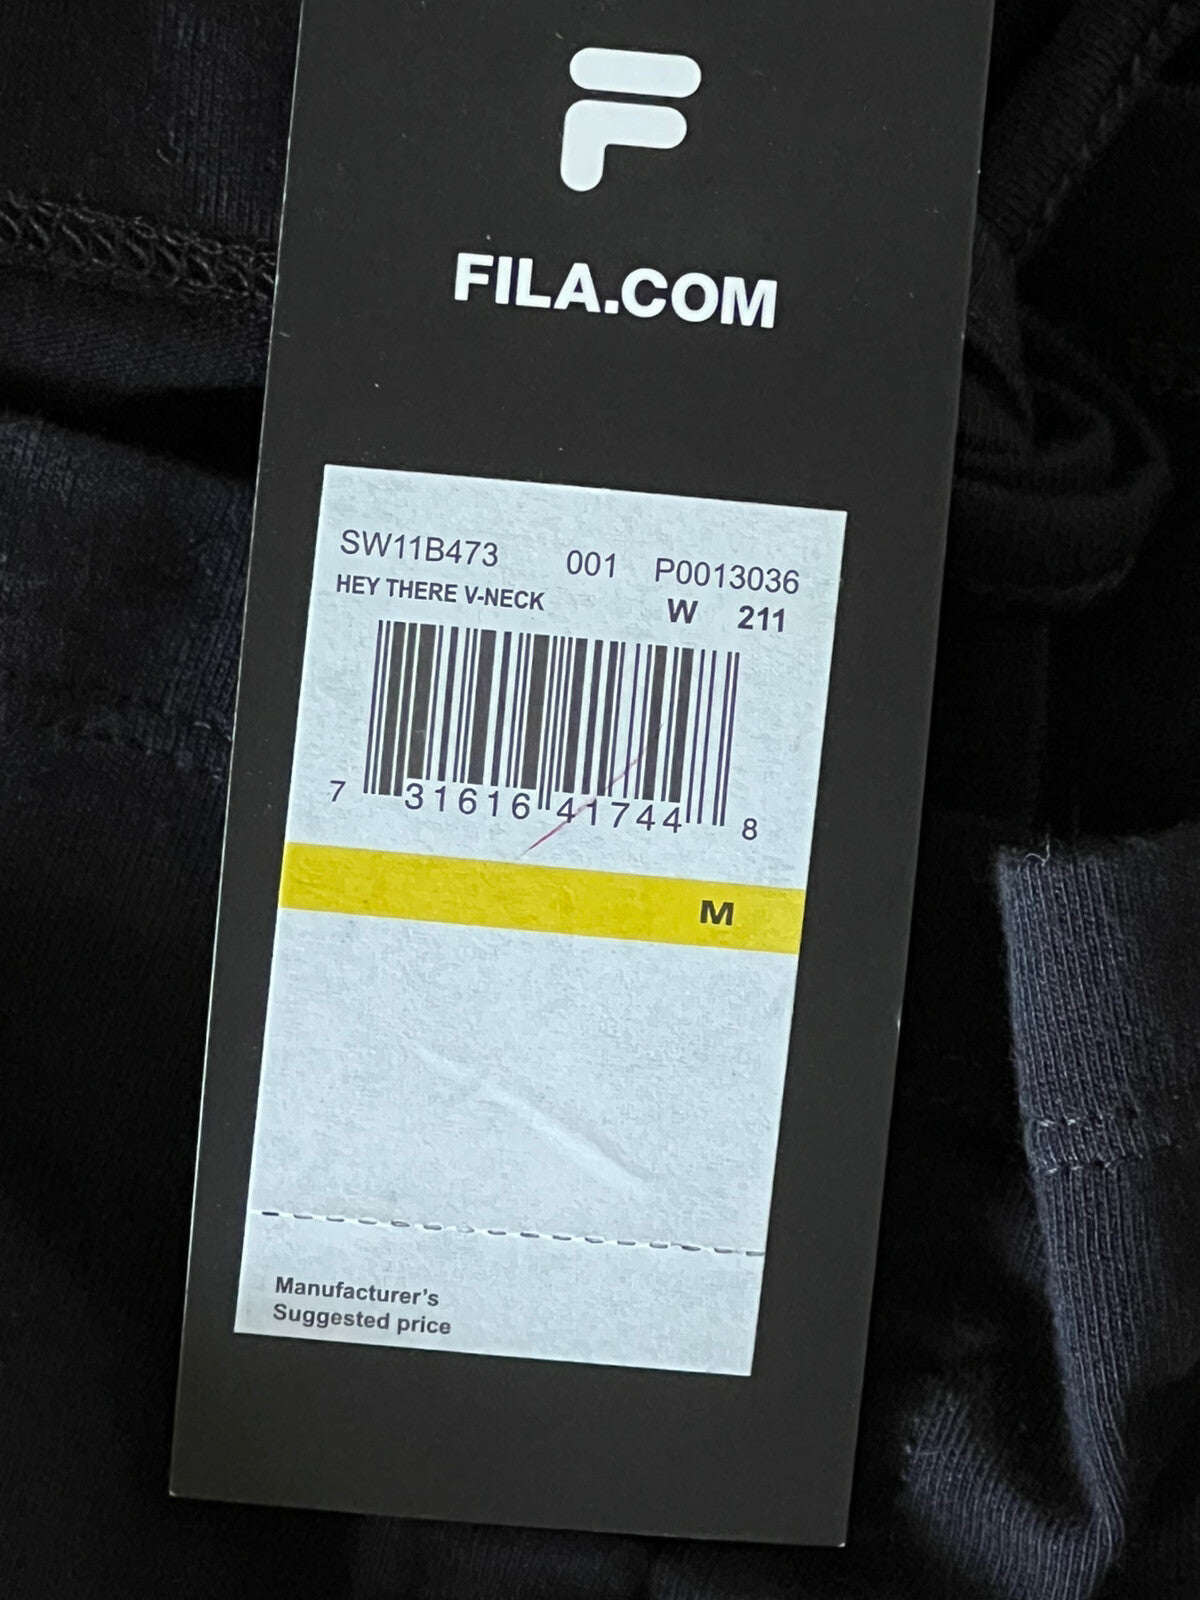 FILA.COM
SW11B473 001 P0013036
HEY THERE V-NECK W 211
7 31616 41744 8
M
Manufacturer's
Suggested price